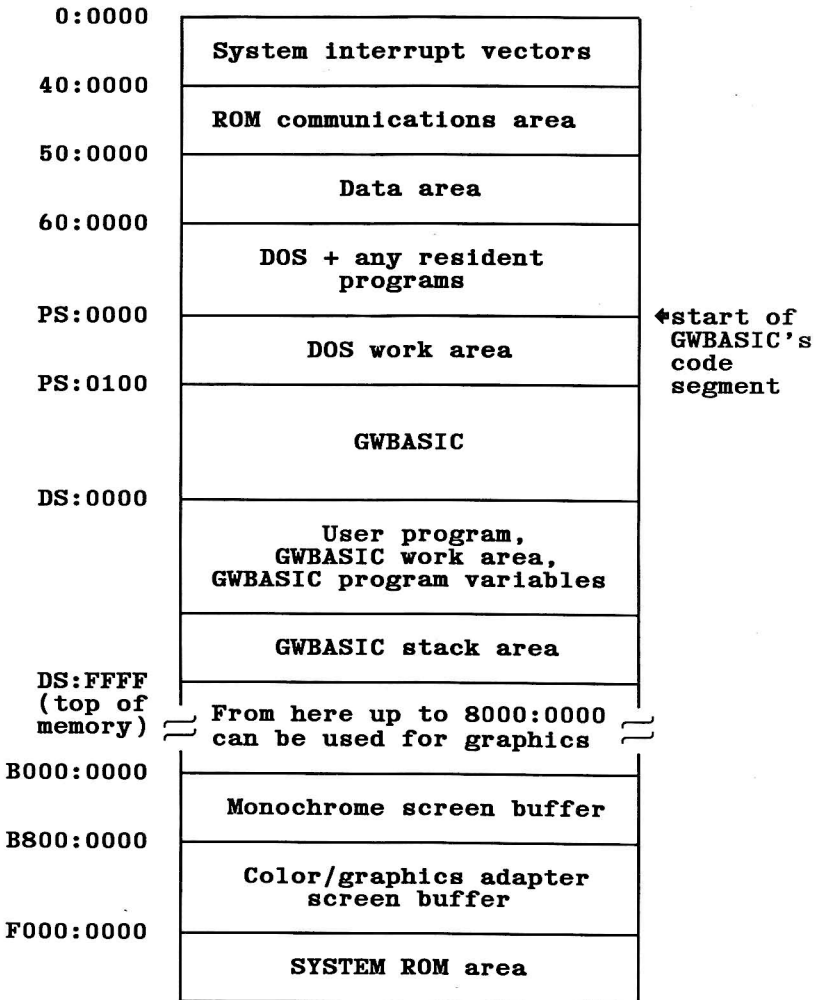 0:0000
System interrupt vectors
40:0000
ROM communications area
50:0000
Data area
60:0000
DOS + any resident
programs
PS:0000
start of
GWBASIC's
code
segment
DOS work area
PS:0100
GWBASIC
DS:0000
User program,
GWBASIC work area,
GWBASIC program variables
GWBASIC stack area
DS:FFFF
(top of
memory)
From here up to 8000:0000
can be used for graphics
B000:0000
Monochrome screen buffer
B800:0000
Color/graphics adapter
screen buffer
F000:0000
SYSTEM ROM area